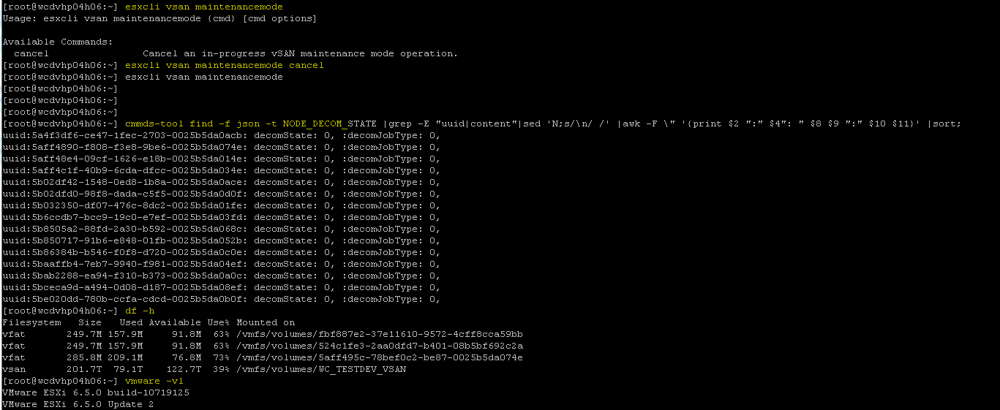 [root@wcdvhp04h06:~] esxcli vsan maintenancemode
Usage: esxcli vsan maintenancemode {cmd} [cmd options]
Available Commands:
  cancel                Cancel an in-progress vSAN maintenance mode operation.
[root@wcdvhp04h06:~] esxcli vsan maintenancemode cancel
[root@wcdvhp04h06:~] esxcli vsan maintenancemode
[root@wcdvhp04h06:~]
[root@wcdvhp04h06:~]
[root@wcdvhp04h06:~]
[root@wcdvhp04h06:~] cmmds-tool find -f json -t NODE_DECOM_STATE |grep -E "uuid|content"|sed 'N;s/\n/ /' |awk -F \" '{print $2 ":" $4": " $8 $9 ":" $10 $11}' |sort;
uuid:5a4f3df6-ce47-1fec-2703-0025b5da0acb: decomState: 0, :decomJobType: 0,
uuid:5aff4890-f808-f3e8-9be6-0025b5da074e: decomState: 0, :decomJobType: 0,
uuid:5aff48e4-09cf-1626-e18b-0025b5da014e: decomState: 0, :decomJobType: 0,
uuid:5aff4c1f-40b9-6cda-dfcc-0025b5da034e: decomState: 0, :decomJobType: 0,
uuid:5b02df42-1548-0ed8-1b8a-0025b5da0ace: decomState: 0, :decomJobType: 0,
uuid:5b02dfd0-98f8-dada-c5f5-0025b5da0d0f: decomState: 0, :decomJobType: 0,
uuid:5b032350-df07-476c-8dc2-0025b5da01fe: decomState: 0, :decomJobType: 0,
uuid:5b6ccdb7-bcc9-19c0-e7ef-0025b5da03fd: decomState: 0, :decomJobType: 0,
uuid:5b8505a2-88fd-2a30-b592-0025b5da068c: decomState: 0, :decomJobType: 0,
uuid:5b850717-91b6-e848-01fb-0025b5da052b: decomState: 0, :decomJobType: 0,
uuid:5b86384b-b546-f0f8-d720-0025b5da0c0e: decomState: 0, :decomJobType: 0,
uuid:5baaffb4-7eb7-9940-f981-0025b5da04ef: decomState: 0, :decomJobType: 0,
uuid:5bab2288-ea94-f310-b373-0025b5da0a0c: decomState: 0, :decomJobType: 0,
uuid:5bceca9d-a494-0d08-d187-0025b5da08ef: decomState: 0, :decomJobType: 0,
uuid:5be020dd-780b-ccfa-cdcd-0025b5da0b0f: decomState: 0, :decomJobType: 0,
[root@wcdvhp04h06:~] df -h
Filesystem   Size   Used Available Use% Mounted on
vfat       249.7M 157.9M     91.8M  63% /vmfs/volumes/fbf887e2-37e11610-9572-4cff8cca59bb
vfat       249.7M 157.9M     91.8M  63% /vmfs/volumes/524c1fe3-2aa0dfd7-b401-08b5bf692c2a
vfat       285.8M 209.1M     76.8M  73% /vmfs/volumes/5aff495c-78bef0c2-be87-0025b5da074e
vsan       201.7T  79.1T    122.7T  39% /vmfs/volumes/WC_TESTDEV_VSAN
[root@wcdvhp04h06:~] vmware -vl
VMware ESXi 6.5.0 build-10719125
VMware ESXi 6.5.0 Update 2